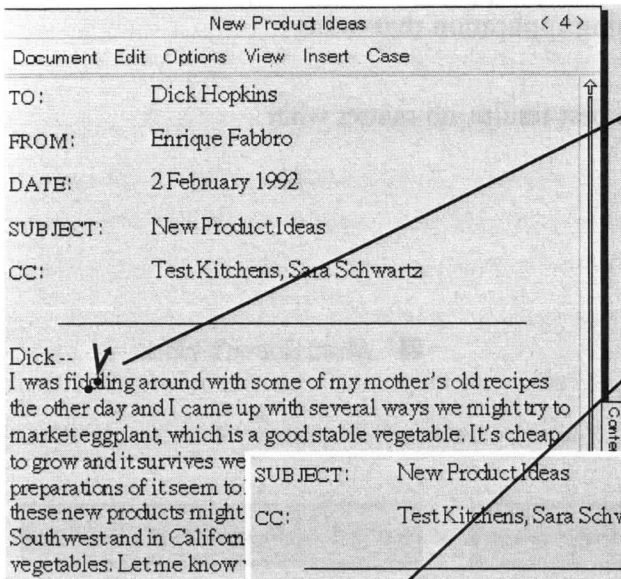 New Product Ideas < 4 >
Document Edit Options View Insert Case
TO: Dick Hopkins
FROM: Enrique Fabbro
DATE: 2 February 1992
SUBJECT: New Product Ideas
CC: Test Kitchens, Sara Schwartz
Dick--
I was fiddling around with some of my mother's old recipes
the other day and I came up with several ways we might try to
market eggplant, which is a good stable vegetable. It's cheap
to grow and it survives we
preparations of it seem to
these new products might
Southwest and in Californ
vegetables. Let me know
SUBJECT: New Product Ideas
CC: Test Kitchens, Sara Schw
Conte